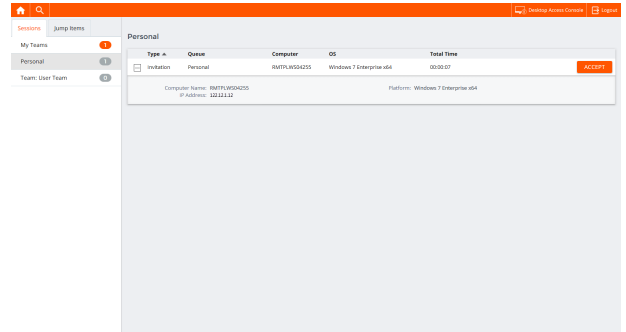 Desktop Access Console Logout
Sessions Jump Items
My Teams 1
Personal 1
Team: User Team 0
Personal
Type Queue Computer OS Total Time
Invitation Personal RMTPLWS04255 Windows 7 Enterprise x64 00:00:07 ACCEPT
Computer Name: RMTPLWS04255 Platform: Windows 7 Enterprise x64
IP Address: 122.12.1.12